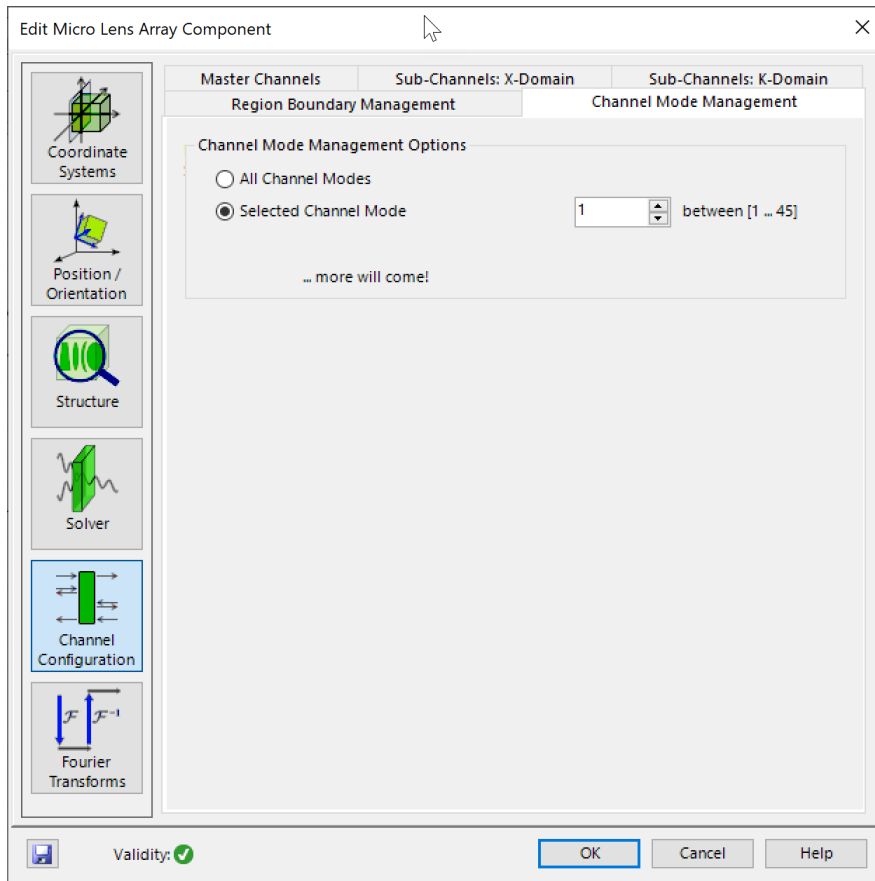 Edit Micro Lens Array Component
Master Channels
Sub-Channels: X-Domain
Sub-Channels: K-Domain
Region Boundary Management
Channel Mode Management
Coordinate
Systems
Position /
Orientation
Structure
Solver
Channel
Configuration
ℱ ℱ⁻¹
Fourier
Transforms
Channel Mode Management Options
All Channel Modes
Selected Channel Mode
1
between [1 ... 45]
... more will come!
Validity:
OK
Cancel
Help